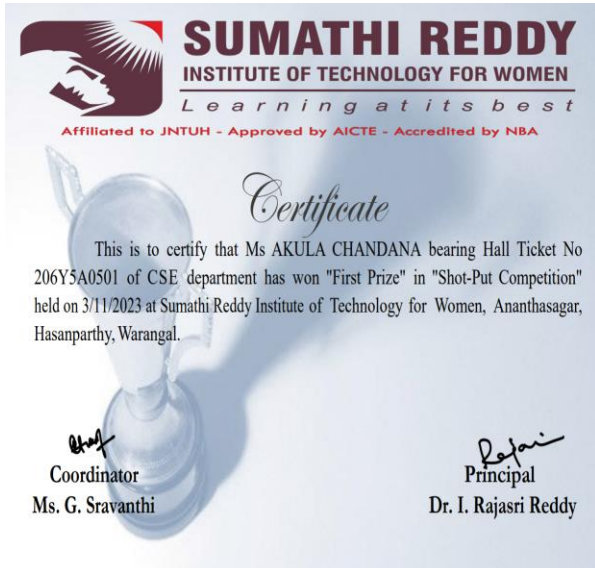 SUMATHI REDDY
INSTITUTE OF TECHNOLOGY FOR WOMEN
Learning at its best
Affiliated to JNTUH - Approved by AICTE - Accredited by NBA
Certificate
This is to certify that Ms AKULA CHANDANA bearing Hall Ticket No
206Y5A0501 of CSE department has won "First Prize" in "Shot-Put Competition"
held on 3/11/2023 at Sumathi Reddy Institute of Technology for Women, Ananthasagar,
Hasanparthy, Warangal.
Coordinator
Ms. G. Sravanthi
Principal
Dr. I. Rajasri Reddy